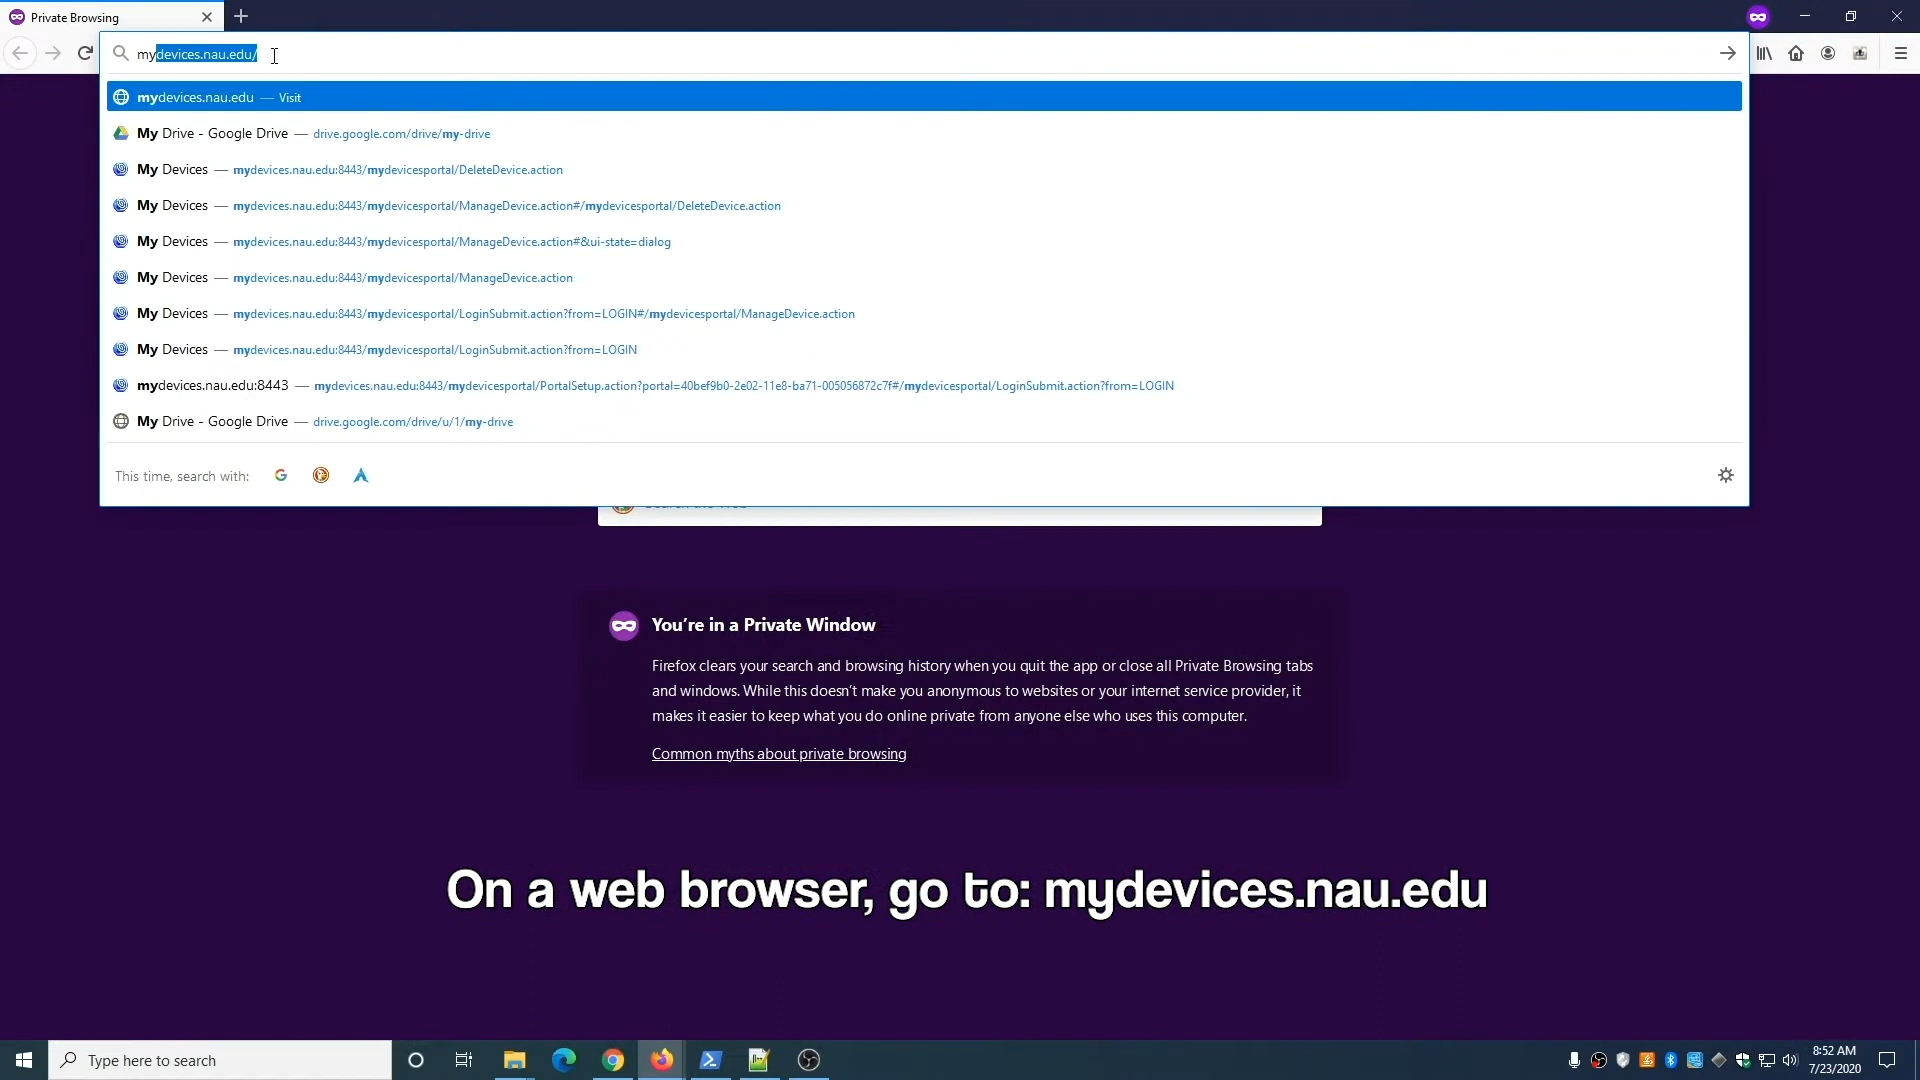 Private Browsing
mydevices.nau.edu/
mydevices.nau.edu — Visit
My Drive - Google Drive — drive.google.com/drive/my-drive
My Devices — mydevices.nau.edu:8443/mydevicesportal/DeleteDevice.action
My Devices — mydevices.nau.edu:8443/mydevicesportal/ManageDevice.action#/mydevicesportal/DeleteDevice.action
My Devices — mydevices.nau.edu:8443/mydevicesportal/ManageDevice.action#&ui-state=dialog
My Devices — mydevices.nau.edu:8443/mydevicesportal/ManageDevice.action
My Devices — mydevices.nau.edu:8443/mydevicesportal/LoginSubmit.action?from=LOGIN#/mydevicesportal/ManageDevice.action
My Devices — mydevices.nau.edu:8443/mydevicesportal/LoginSubmit.action?from=LOGIN
mydevices.nau.edu:8443 — mydevices.nau.edu:8443/mydevicesportal/PortalSetup.action?portal=40bef9b0-2e02-11e8-ba71-005056872c7f#/mydevicesportal/LoginSubmit.action?from=LOGIN
My Drive - Google Drive — drive.google.com/drive/u/1/my-drive
This time, search with:
You're in a Private Window
Firefox clears your search and browsing history when you quit the app or close all Private Browsing tabs
and windows. While this doesn't make you anonymous to websites or your internet service provider, it
makes it easier to keep what you do online private from anyone else who uses this computer.
Common myths about private browsing
On a web browser, go to: mydevices.nau.edu
Type here to search
8:52 AM
7/23/2020